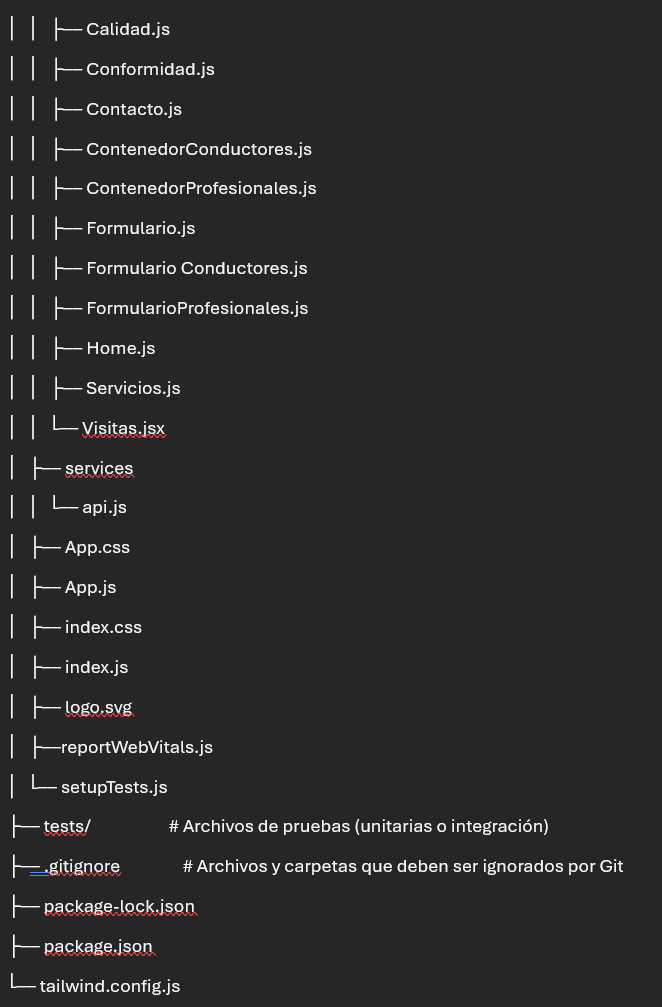 │ │ ├── Calidad.js
│ │ ├── Conformidad.js
│ │ ├── Contacto.js
│ │ ├── ContenedorConductores.js
│ │ ├── ContenedorProfesionales.js
│ │ ├── Formulario.js
│ │ ├── Formulario Conductores.js
│ │ ├── FormularioProfesionales.js
│ │ ├── Home.js
│ │ ├── Servicios.js
│ │ └── Visitas.jsx
│ ├── services
│ │ └── api.js
│ ├── App.css
│ ├── App.js
│ ├── index.css
│ ├── index.js
│ ├── logo.svg
│ ├──reportWebVitals.js
│ └── setupTests.js
├── tests/ # Archivos de pruebas (unitarias o integración)
├── .gitignore # Archivos y carpetas que deben ser ignorados por Git
├── package-lock.json
├── package.json
└── tailwind.config.js